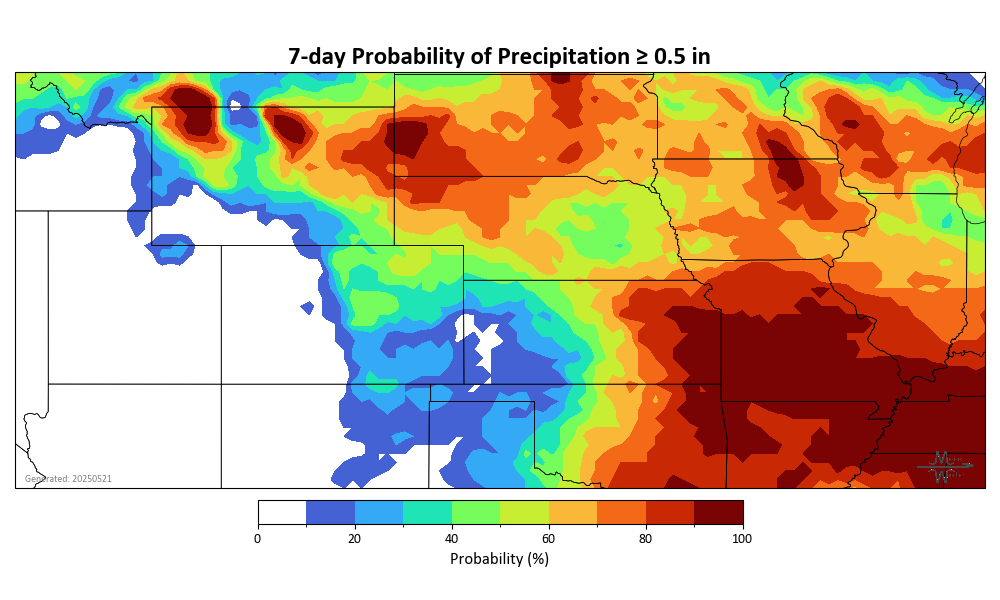 7-day Probability of Precipitation ≥ 0.5 in
Generated: 20250521
0 20 40 60 80 100
Probability (%)